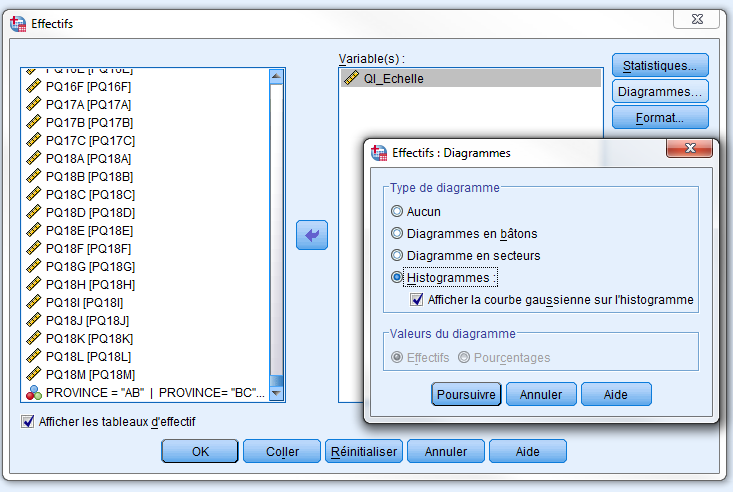 Effectifs
Variable(s) :
PQ16E [PQ16E]
PQ16F [PQ16F]
PQ17A [PQ17A]
PQ17B [PQ17B]
PQ17C [PQ17C]
PQ18A [PQ18A]
PQ18B [PQ18B]
PQ18C [PQ18C]
PQ18D [PQ18D]
PQ18E [PQ18E]
PQ18F [PQ18F]
PQ18G [PQ18G]
PQ18H [PQ18H]
PQ18I [PQ18I]
PQ18J [PQ18J]
PQ18K [PQ18K]
PQ18L [PQ18L]
PQ18M [PQ18M]
PROVINCE = "AB" | PROVINCE= "BC"...
QI_Echelle
Statistiques...
Diagrammes...
Format...
Effectifs : Diagrammes
Type de diagramme
Aucun
Diagrammes en bâtons
Diagramme en secteurs
Histogrammes :
Afficher la courbe gaussienne sur l'histogramme
Valeurs du diagramme
Effectifs Pourcentages
Poursuivre Annuler Aide
Afficher les tableaux d'effectif
OK Coller Réinitialiser Annuler Aide